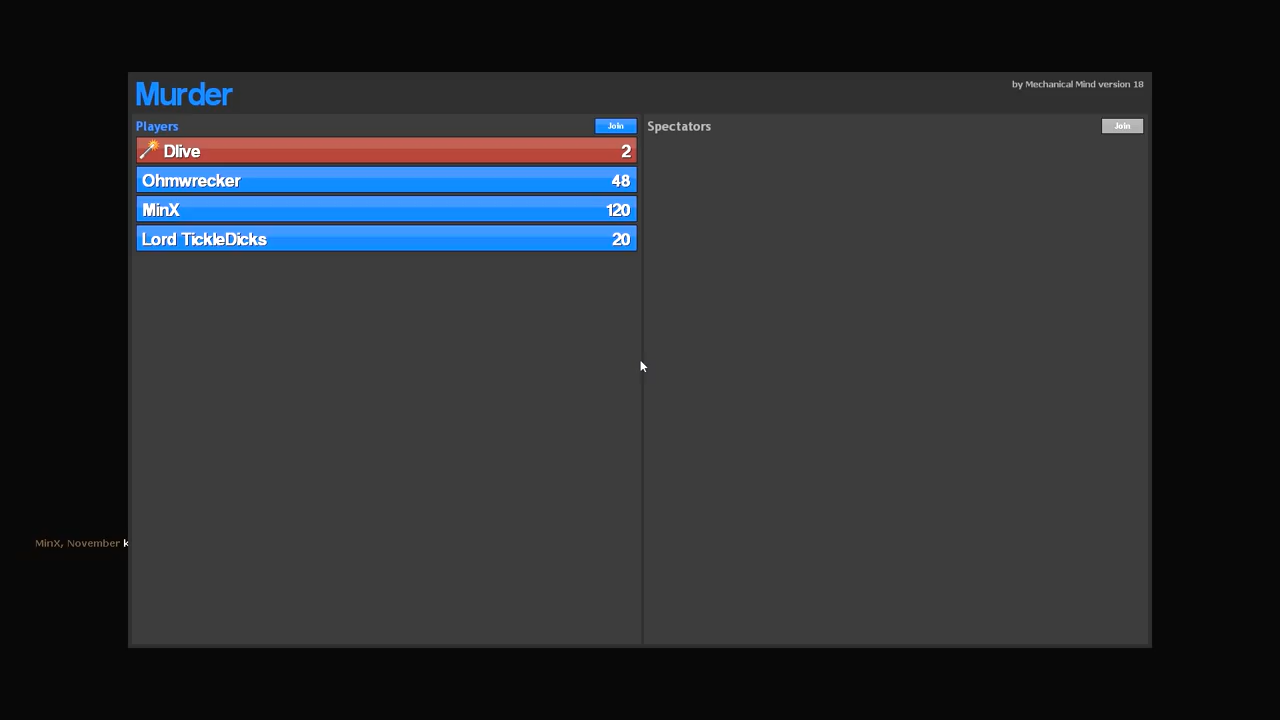 Murder
by Mechanical Mind version 18
Players
Join
Spectators
Join
Dlive 2
Ohmwrecker 48
MinX 120
Lord TickleDicks 20
MinX, November k